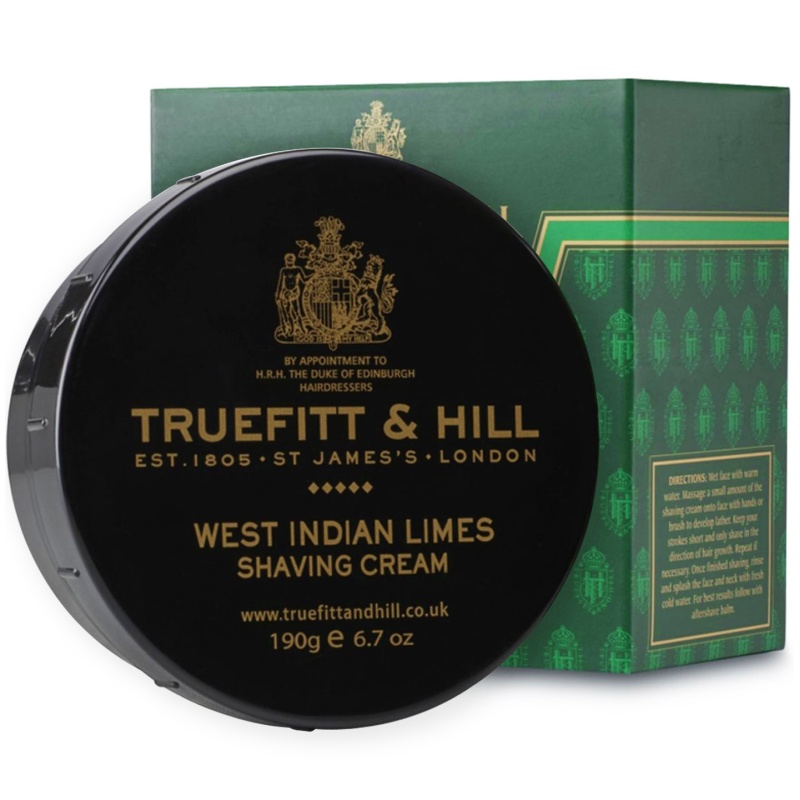 BY APPOINTMENT TO
H.R.H. THE DUKE OF EDINBURGH
HAIRDRESSERS
TRUEFITT & HILL
EST.1805 • ST JAMES'S • LONDON
WEST INDIAN LIMES
SHAVING CREAM
www.truefittandhill.co.uk
190g e 6.7 oz
DIRECTIONS: Wet face with warm
water. Massage a small amount of the
shaving cream onto face with hands or
brush to develop lather. Keep your
strokes short and only shave in the
direction of hair growth. Repeat if
necessary. Once finished shaving, rinse
and splash the face and neck with fresh
cold water. For best results follow with
aftershave balm.